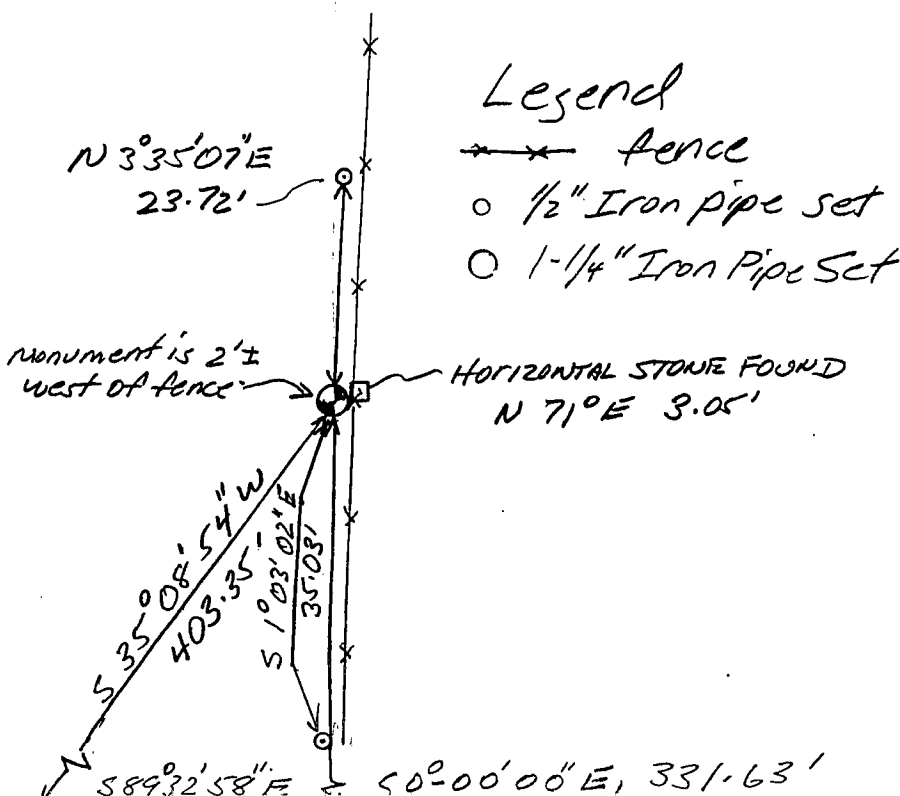 Legend
fence
1/2" Iron pipe set
1-1/4" Iron Pipe Set
N 3°35'07"E
23.72'
monument is 2'±
west of fence
HORIZONTAL STONE FOUND
N 71°E 3.05'
S 35°08'54"W
403.35'
S 1°03'02"E
35.03'
S89°32'58"E S0°-00'00"E, 331.63'